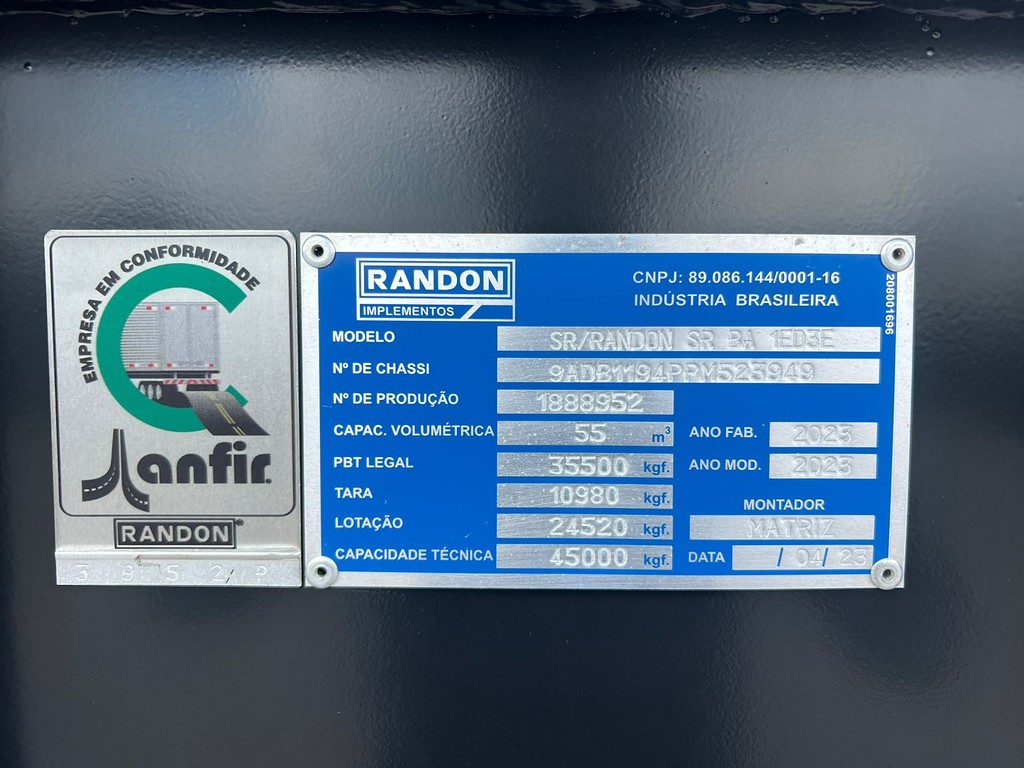 EMPRESA EM CONFORMIDADE
anfir
RANDON
3 9 5 2/P
RANDON
IMPLEMENTOS
CNPJ: 89.086.144/0001-16
INDÚSTRIA BRASILEIRA
208001696
MODELO SR/RANDON SR BA 1ED3E
Nº DE CHASSI 9ADB1194PPM523949
Nº DE PRODUÇÃO 1888952
CAPAC. VOLUMÉTRICA 55 m³ ANO FAB. 2023
PBT LEGAL 35500 kgf. ANO MOD. 2023
TARA 10980 kgf.
MONTADOR
LOTAÇÃO 24520 kgf. MATRIZ
CAPACIDADE TÉCNICA 45000 kgf. DATA / 04/ 23